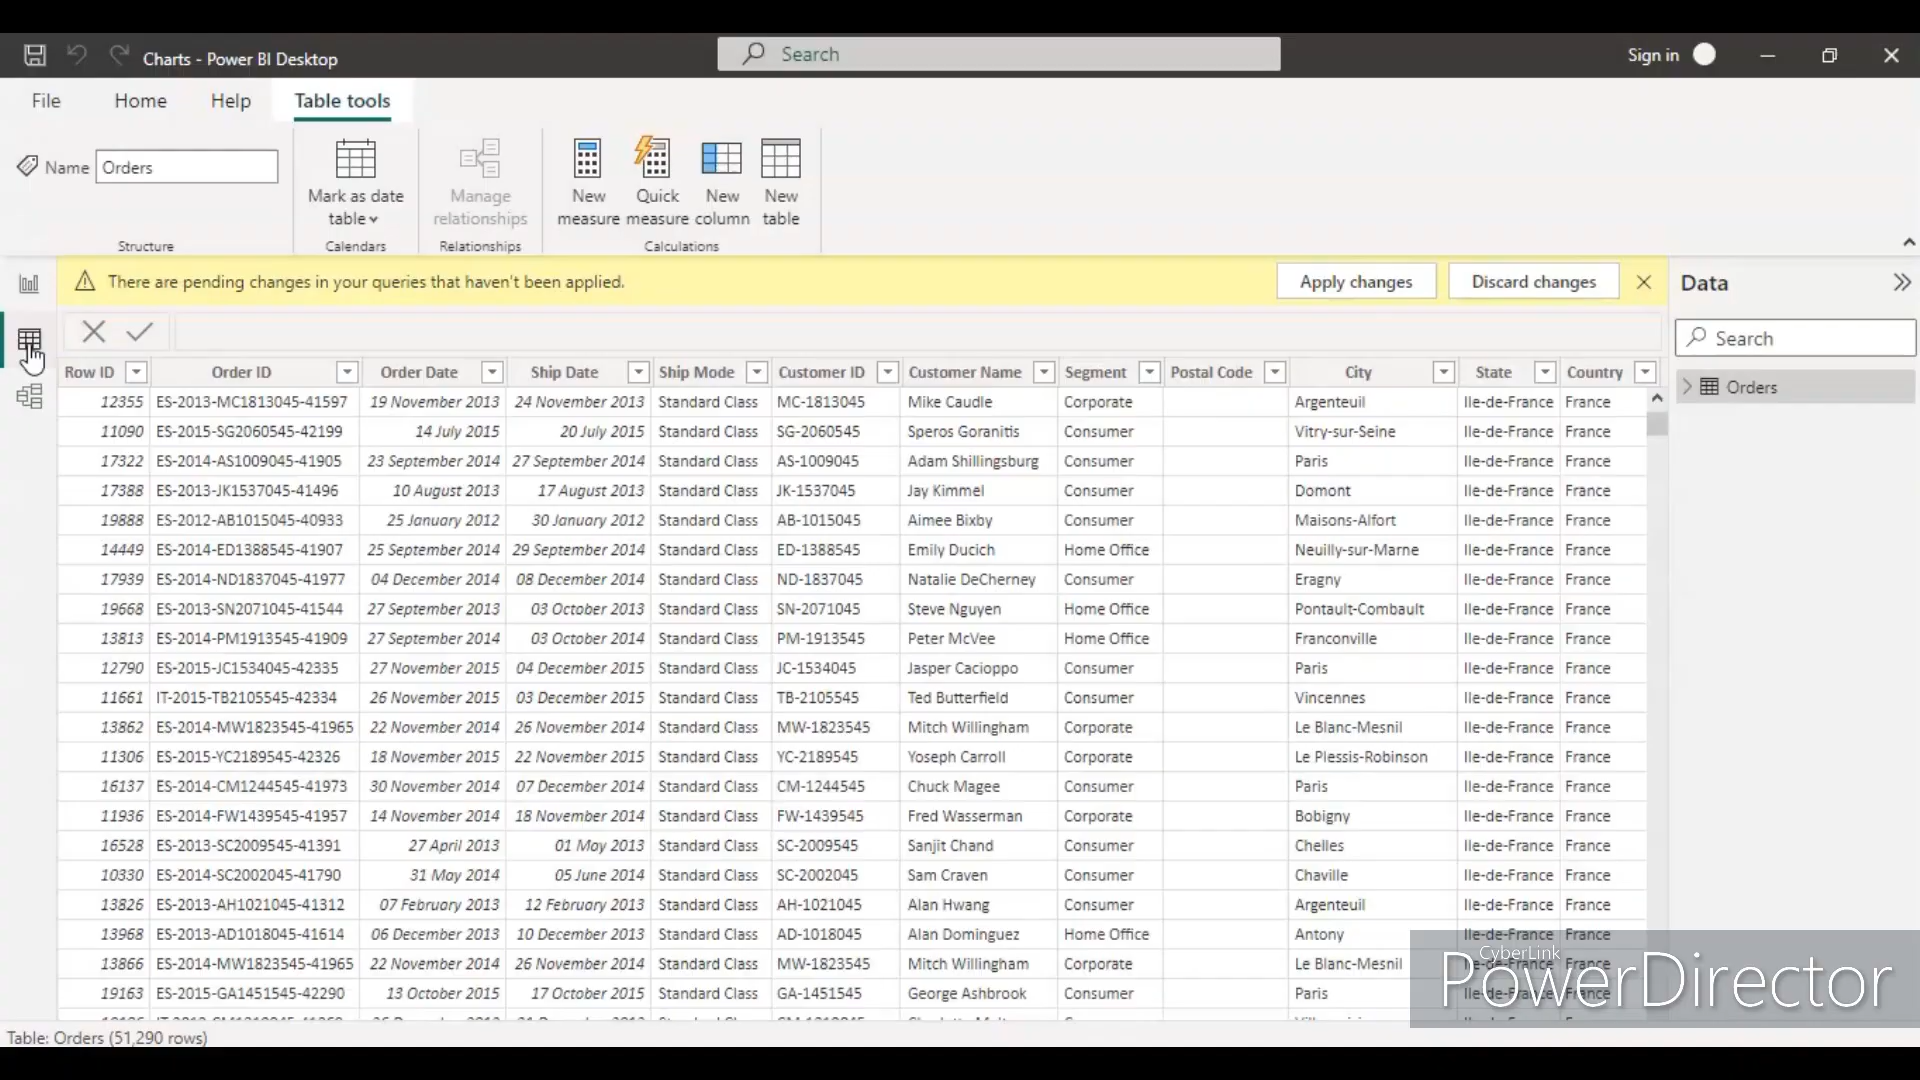 Charts - Power BI Desktop
Search
Sign in
File Home Help Table tools
Name Orders
Mark as date table
Manage relationships
New measure
Quick measure
New column
New table
Structure Calendars Relationships Calculations
There are pending changes in your queries that haven't been applied.
Apply changes
Discard changes
Data
Search
Orders
Row ID Order ID Order Date Ship Date Ship Mode Customer ID Customer Name Segment Postal Code City State Country
12355 ES-2013-MC1813045-41597 19 November 2013 24 November 2013 Standard Class MC-1813045 Mike Caudle Corporate Argenteuil Ile-de-France France
11090 ES-2015-SG2060545-42199 14 July 2015 20 July 2015 Standard Class SG-2060545 Speros Goranitis Consumer Vitry-sur-Seine Ile-de-France France
17322 ES-2014-AS1009045-41905 23 September 2014 27 September 2014 Standard Class AS-1009045 Adam Shillingsburg Consumer Paris Ile-de-France France
17388 ES-2013-JK1537045-41496 10 August 2013 17 August 2013 Standard Class JK-1537045 Jay Kimmel Consumer Domont Ile-de-France France
19888 ES-2012-AB1015045-40933 25 January 2012 30 January 2012 Standard Class AB-1015045 Aimee Bixby Consumer Maisons-Alfort Ile-de-France France
14449 ES-2014-ED1388545-41907 25 September 2014 29 September 2014 Standard Class ED-1388545 Emily Ducich Home Office Neuilly-sur-Marne Ile-de-France France
17939 ES-2014-ND1837045-41977 04 December 2014 08 December 2014 Standard Class ND-1837045 Natalie DeCherney Consumer Eragny Ile-de-France France
19668 ES-2013-SN2071045-41544 27 September 2013 03 October 2013 Standard Class SN-2071045 Steve Nguyen Home Office Pontault-Combault Ile-de-France France
13813 ES-2014-PM1913545-41909 27 September 2014 03 October 2014 Standard Class PM-1913545 Peter McVee Home Office Franconville Ile-de-France France
12790 ES-2015-JC1534045-42335 27 November 2015 04 December 2015 Standard Class JC-1534045 Jasper Cacioppo Consumer Paris Ile-de-France France
11661 IT-2015-TB2105545-42334 26 November 2015 03 December 2015 Standard Class TB-2105545 Ted Butterfield Consumer Vincennes Ile-de-France France
13862 ES-2014-MW1823545-41965 22 November 2014 26 November 2014 Standard Class MW-1823545 Mitch Willingham Corporate Le Blanc-Mesnil Ile-de-France France
11306 ES-2015-YC2189545-42326 18 November 2015 22 November 2015 Standard Class YC-2189545 Yoseph Carroll Corporate Le Plessis-Robinson Ile-de-France France
16137 ES-2014-CM1244545-41973 30 November 2014 07 December 2014 Standard Class CM-1244545 Chuck Magee Consumer Paris Ile-de-France France
11936 ES-2014-FW1439545-41957 14 November 2014 18 November 2014 Standard Class FW-1439545 Fred Wasserman Corporate Bobigny Ile-de-France France
16528 ES-2013-SC2009545-41391 27 April 2013 01 May 2013 Standard Class SC-2009545 Sanjit Chand Consumer Chelles Ile-de-France France
10330 ES-2014-SC2002045-41790 31 May 2014 05 June 2014 Standard Class SC-2002045 Sam Craven Consumer Chaville Ile-de-France France
13826 ES-2013-AH1021045-41312 07 February 2013 12 February 2013 Standard Class AH-1021045 Alan Hwang Consumer Argenteuil Ile-de-France France
13968 ES-2013-AD1018045-41614 06 December 2013 10 December 2013 Standard Class AD-1018045 Alan Dominguez Home Office Antony Ile-de-France France
13866 ES-2014-MW1823545-41965 22 November 2014 26 November 2014 Standard Class MW-1823545 Mitch Willingham Corporate Le Blanc-Mesnil Ile-de-France France
19163 ES-2015-GA1451545-42290 13 October 2015 17 October 2015 Standard Class GA-1451545 George Ashbrook Consumer Paris Ile-de-France France
CyberLink
PowerDirector
Table: Orders (51,290 rows)